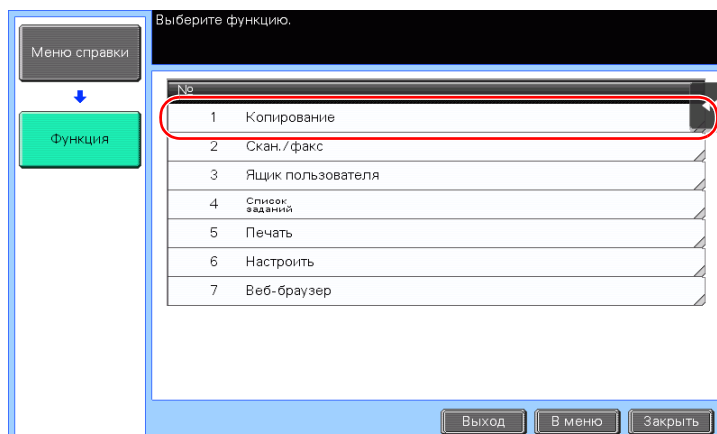 Выберите функцию.
Меню справки
Функция
№
1 Копирование
2 Скан./факс
3 Ящик пользователя
4 Список
заданий
5 Печать
6 Настроить
7 Веб-браузер
Выход В меню Закрыть